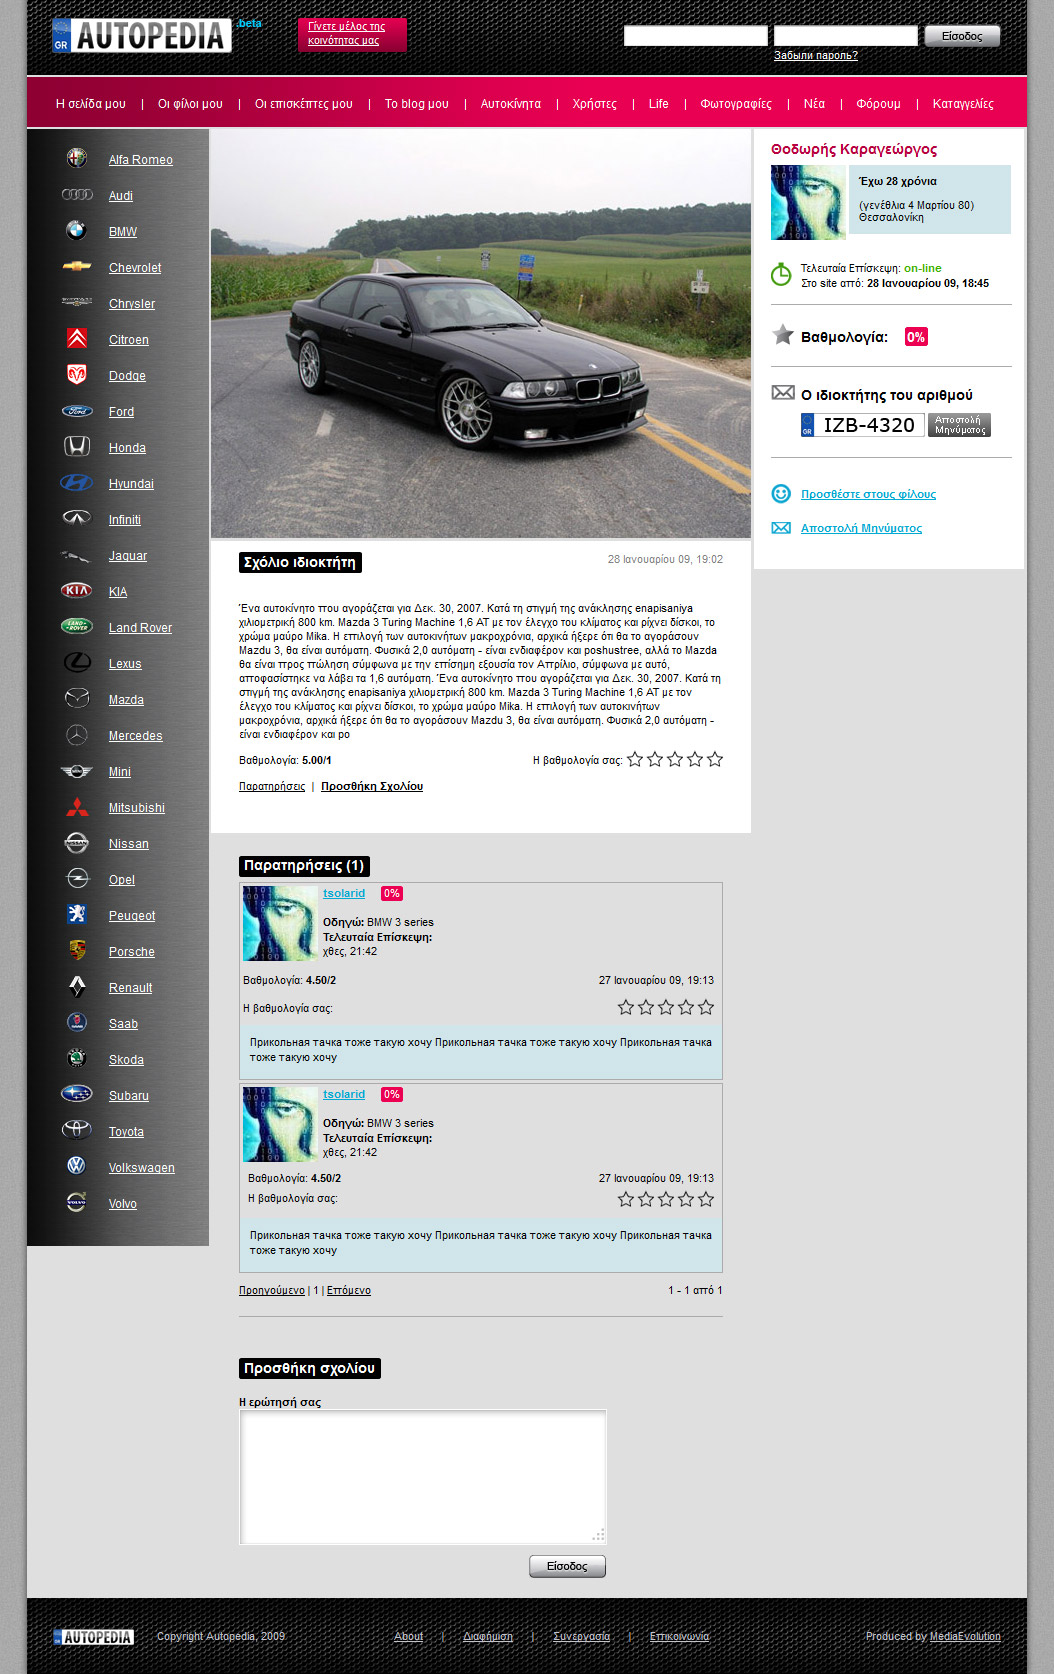 GR AUTOPEDIA .beta
Γίνετε μέλος της
κοινότητας μας
Είσοδος
Забыли пароль?
Η σελίδα μου | Οι φίλοι μου | Οι επισκέπτες μου | Το blog μου | Αυτοκίνητα | Χρήστες | Life | Φωτογραφίες | Νέα | Φόρουμ | Καταγγελίες
Alfa Romeo
Audi
BMW
Chevrolet
Chrysler
Citroen
Dodge
Ford
Honda
Hyundai
Infiniti
Jaguar
KIA
Land Rover
Lexus
Mazda
Mercedes
Mini
Mitsubishi
Nissan
Opel
Peugeot
Porsche
Renault
Saab
Skoda
Subaru
Toyota
Volkswagen
Volvo
Θοδωρής Καραγεώργος
Έχω 28 χρόνια
(γενέθλια 4 Μαρτίου 80)
Θεσσαλονίκη
Τελευταία Επίσκεψη: on-line
Στο site από: 28 Ιανουαρίου 09, 18:45
Βαθμολογία: 0%
Ο ιδιοκτήτης του αριθμού
GR IZB-4320 Αποστολή
Μηνύματος
Προσθέστε στους φίλους
Αποστολή Μηνύματος
Σχόλιο ιδιοκτήτη 28 Ιανουαρίου 09, 19:02
Ένα αυτοκίνητο που αγοράζεται για Δεκ. 30, 2007. Κατά τη στιγμή της ανάκλησης enapisaniya
χιλιομετρική 800 km. Mazda 3 Turing Machine 1,6 AT με τον έλεγχο του κλίματος και ρίχνει δίσκοι, το
χρώμα μαύρο Mika. Η επιλογή των αυτοκινήτων μακροχρόνια, αρχικά ήξερε ότι θα το αγοράσουν
Mazdu 3, θα είναι αυτόματη. Φυσικά 2,0 αυτόματη - είναι ενδιαφέρον και poshustree, αλλά το Mazda
θα είναι προς πώληση σύμφωνα με την επίσημη εξουσία τον Απρίλιο, σύμφωνα με αυτό,
αποφασίστηκε να λάβει τα 1,6 αυτόματη. Ένα αυτοκίνητο που αγοράζεται για Δεκ. 30, 2007. Κατά τη
στιγμή της ανάκλησης enapisaniya χιλιομετρική 800 km. Mazda 3 Turing Machine 1,6 AT με τον
έλεγχο του κλίματος και ρίχνει δίσκοι, το χρώμα μαύρο Mika. Η επιλογή των αυτοκινήτων
μακροχρόνια, αρχικά ήξερε ότι θα το αγοράσουν Mazdu 3, θα είναι αυτόματη. Φυσικά 2,0 αυτόματη -
είναι ενδιαφέρον και po
Βαθμολογία: 5.00/1 Η βαθμολογία σας:
Παρατηρήσεις | Προσθήκη Σχολίου
Παρατηρήσεις (1)
tsolarid 0%
Οδηγώ: BMW 3 series
Τελευταία Επίσκεψη:
χθες, 21:42
Βαθμολογία: 4.50/2 27 Ιανουαρίου 09, 19:13
Η βαθμολογία σας:
Прикольная тачка тоже такую хочу Прикольная тачка тоже такую хочу Прикольная тачка
тоже такую хочу
tsolarid 0%
Οδηγώ: BMW 3 series
Τελευταία Επίσκεψη:
χθες, 21:42
Βαθμολογία: 4.50/2 27 Ιανουαρίου 09, 19:13
Η βαθμολογία σας:
Прикольная тачка тоже такую хочу Прикольная тачка тоже такую хочу Прикольная тачка
тоже такую хочу
Προηγούμενο | 1 | Επόμενο 1 - 1 από 1
Προσθήκη σχολίου
Η ερώτησή σας
Είσοδος
GR AUTOPEDIA Copyright Autopedia, 2009 About | Διαφήμιση | Συνεργασία | Επικοινωνία Produced by MediaEvolution